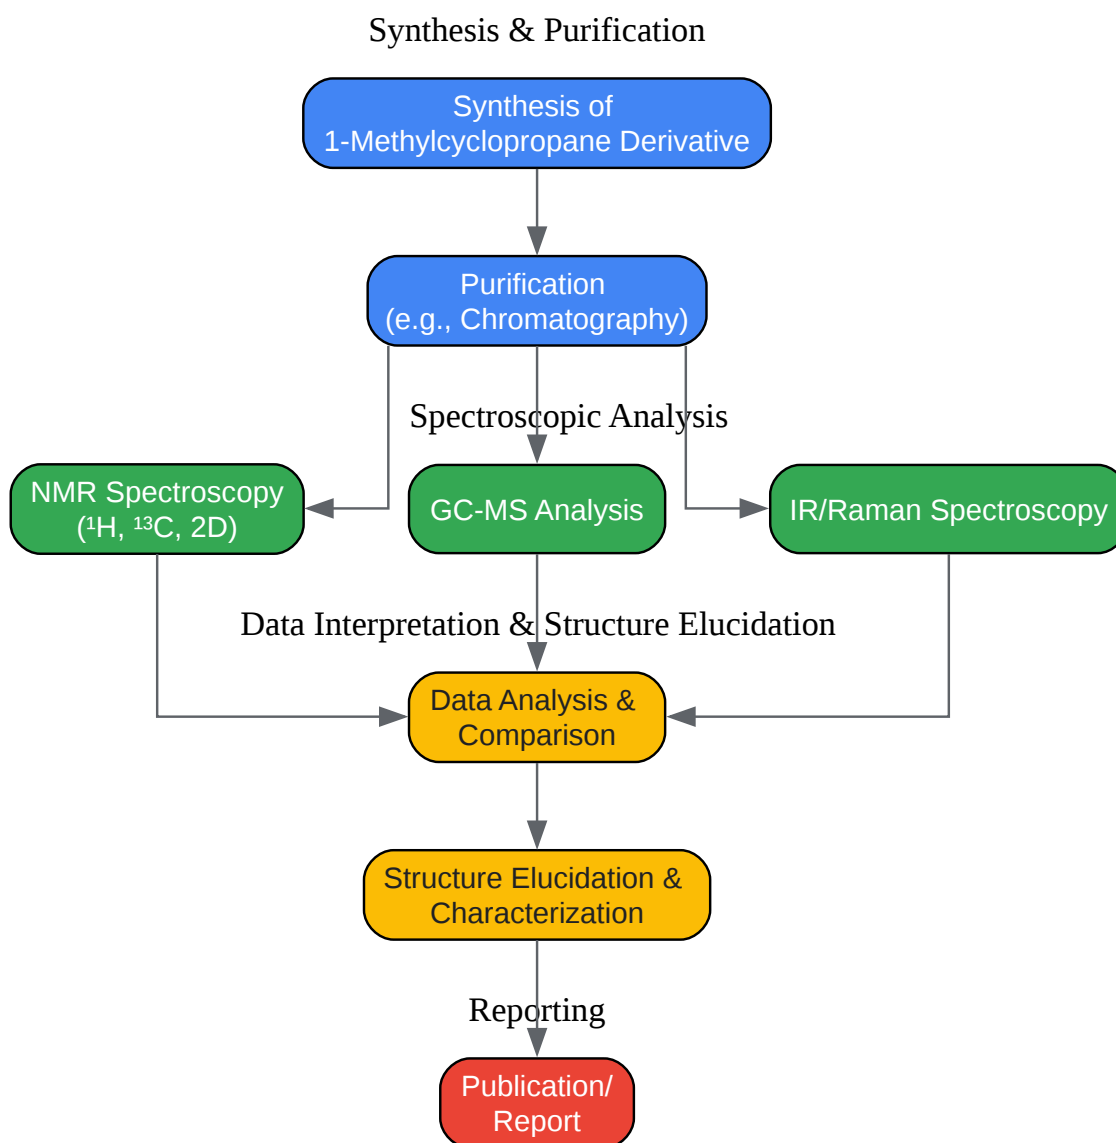 Synthesis & Purification
Synthesis of
1-Methylcyclopropane Derivative
Purification
(e.g., Chromatography)
Spectroscopic Analysis
NMR Spectroscopy
(¹H, ¹³C, 2D)
GC-MS Analysis
IR/Raman Spectroscopy
Data Interpretation & Structure Elucidation
Data Analysis &
Comparison
Structure Elucidation &
Characterization
Reporting
Publication/
Report